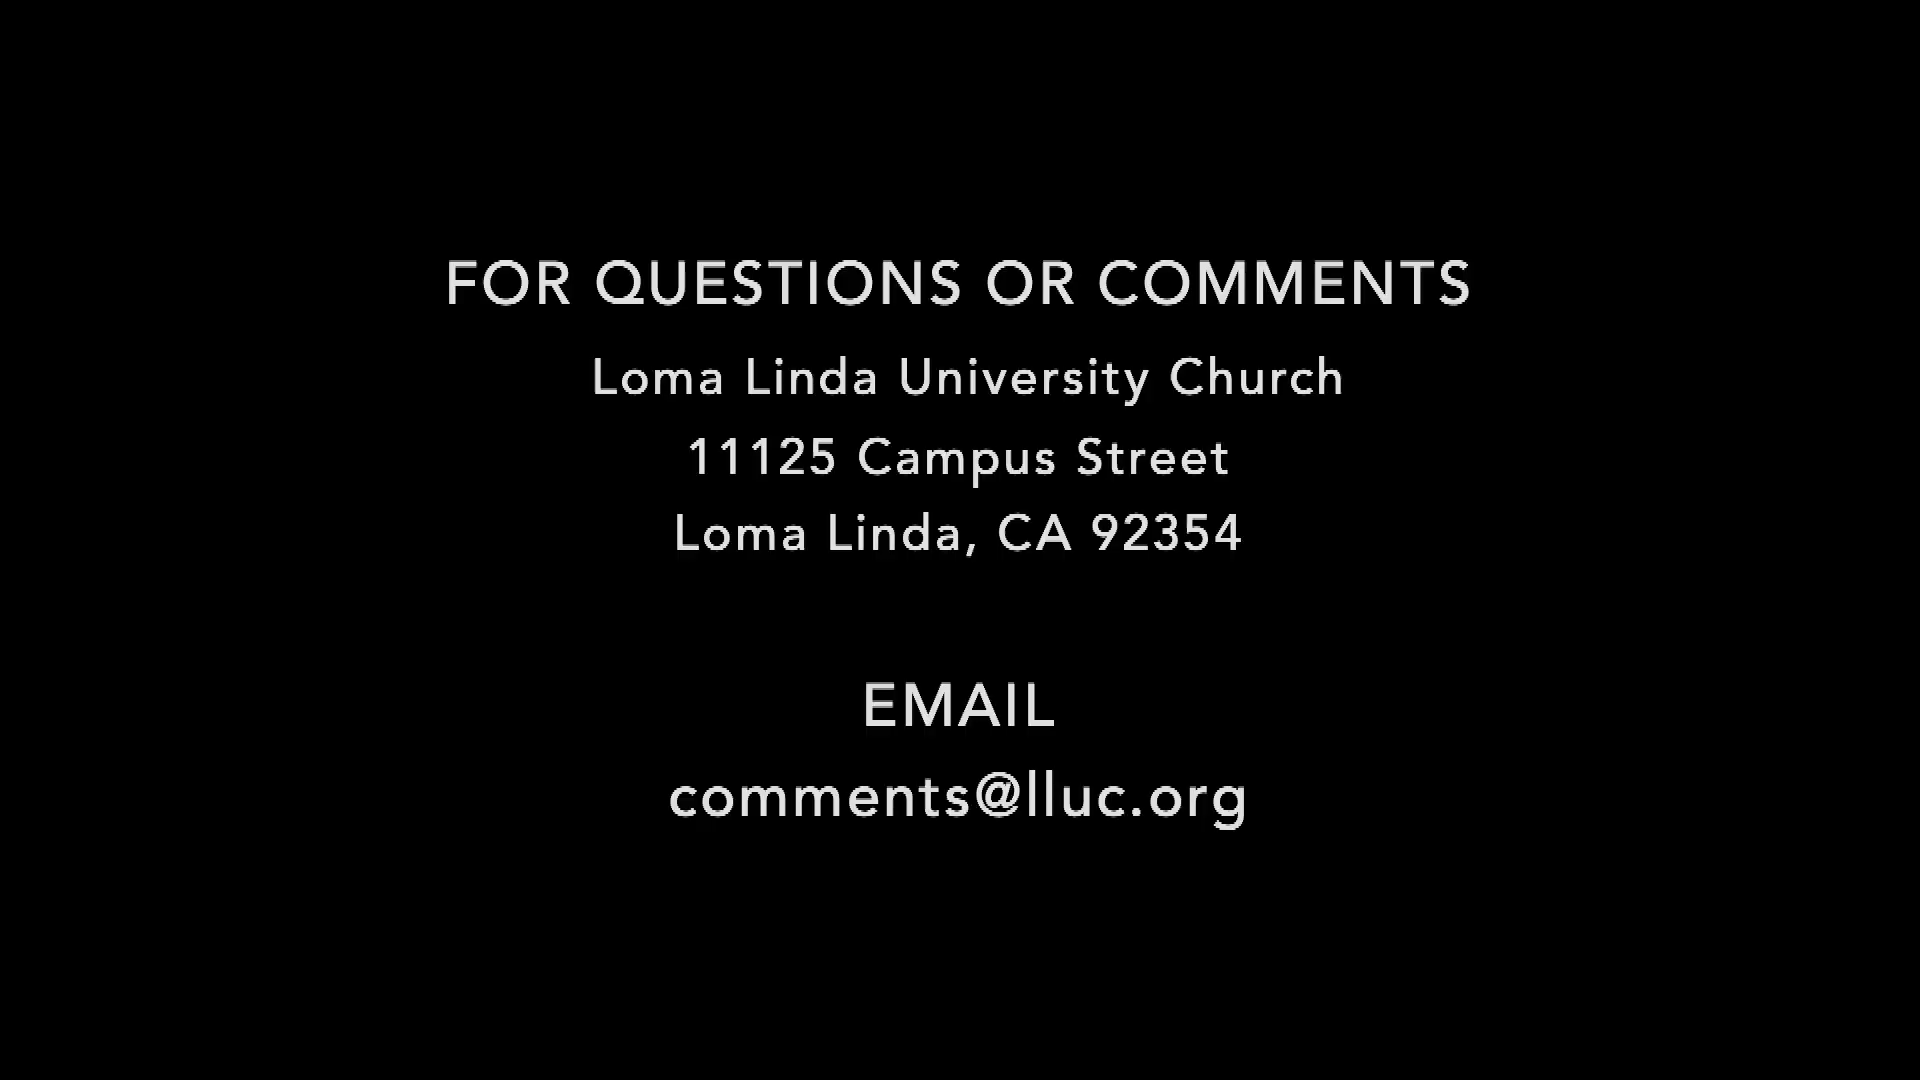 FOR QUESTIONS OR COMMENTS
Loma Linda University Church
11125 Campus Street
Loma Linda, CA 92354
EMAIL
comments@lluc.org